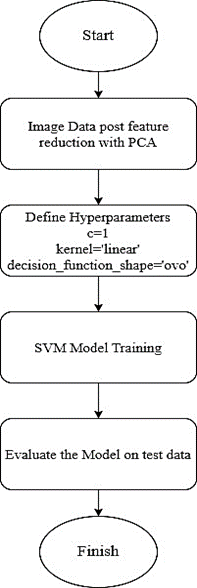 Start
Image Data post feature
reduction with PCA
Define Hyperparameters
c=1
kernel='linear'
decision_function_shape='ovo'
SVM Model Training
Evaluate the Model on test data
Finish